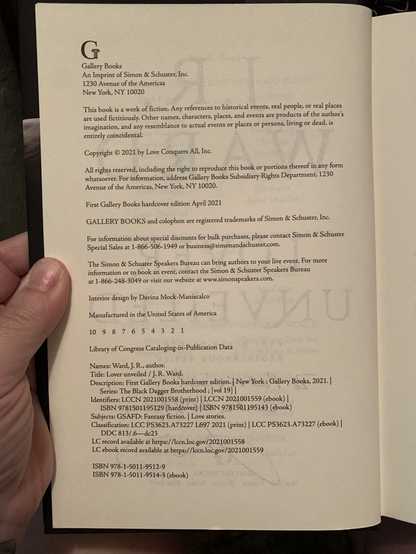 G
Gallery Books
An Imprint of Simon & Schuster, Inc.
1230 Avenue of the Americas
New York, NY 10020
This book is a work of fiction. Any references to historical events, real people, or real places
are used fictitiously. Other names, characters, places, and events are products of the author's
imagination, and any resemblance to actual events or places or persons, living or dead, is
entirely coincidental.
Copyright © 2021 by Love Conquers All, Inc.
All rights reserved, including the right to reproduce this book or portions thereof in any form
whatsoever. For information, address Gallery Books Subsidiary Rights Department, 1230
Avenue of the Americas, New York, NY 10020.
First Gallery Books hardcover edition April 2021
GALLERY BOOKS and colophon are registered trademarks of Simon & Schuster, Inc.
For information about special discounts for bulk purchases, please contact Simon & Schuster
Special Sales at 1-866-506-1949 or business@simonandschuster.com.
The Simon & Schuster Speakers Bureau can bring authors to your live event. For more
information or to book an event, contact the Simon & Schuster Speakers Bureau
at 1-866-248-3049 or visit our website at www.simonspeakers.com.
Interior design by Davina Mock-Maniscalco
Manufactured in the United States of America
10 9 8 7 6 5 4 3 2 1
Library of Congress Cataloging-in-Publication Data
Names: Ward, J. R., author.
Title: Lover unveiled / J. R. Ward.
Description: First Gallery Books hardcover edition. | New York : Gallery Books, 2021. |
Series: The Black Dagger Brotherhood ; [vol 19] |
Identifiers: LCCN 2021001558 (print) | LCCN 2021001559 (ebook) |
ISBN 9781501195129 (hardcover) | ISBN 9781501195143 (ebook)
Subjects: GSAFD: Fantasy fiction. | Love stories.
Classification: LCC PS3623.A73227 L697 2021 (print) | LCC PS3623.A73227 (ebook) |
DDC 813/.6—dc23
LC record available at https://lccn.loc.gov/2021001558
LC ebook record available at https://lccn.loc.gov/2021001559
ISBN 978-1-5011-9512-9
ISBN 978-1-5011-9514-3 (ebook)